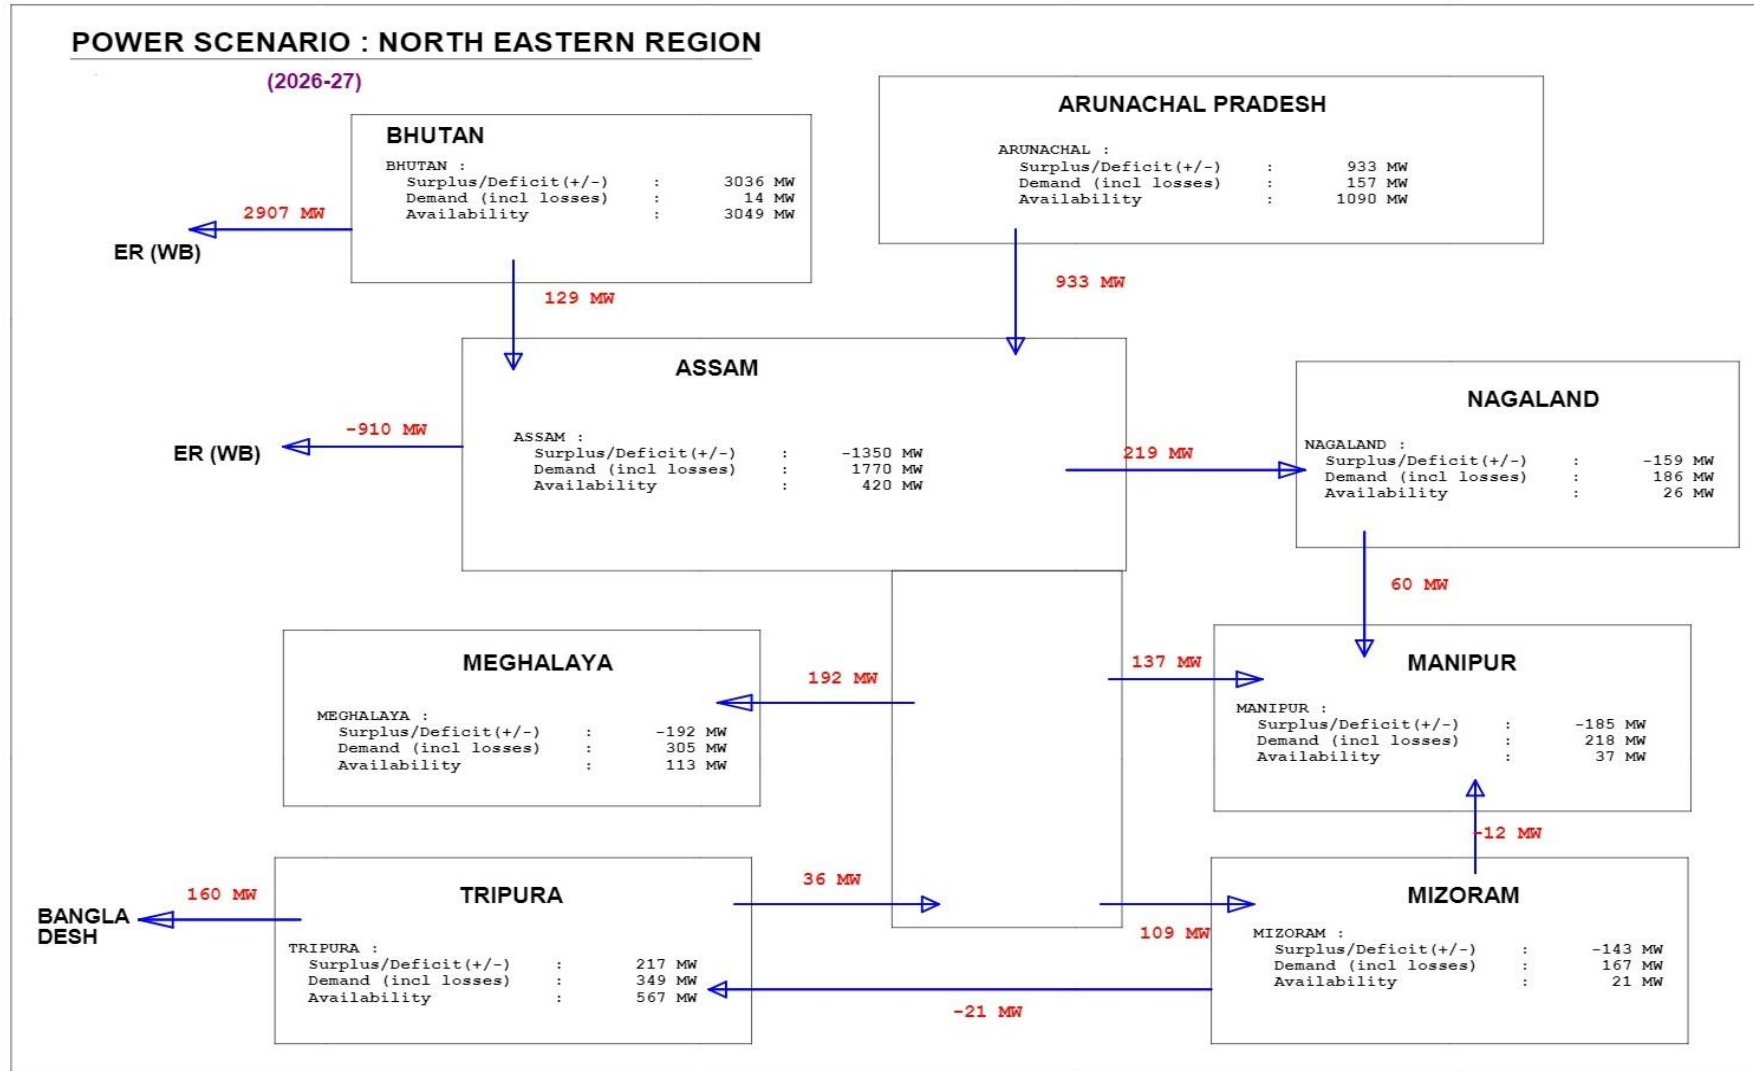 POWER SCENARIO : NORTH EASTERN REGION
(2026-27)
BHUTAN
BHUTAN :
Surplus/Deficit(+/-) : 3036 MW
Demand (incl losses) : 14 MW
Availability : 3049 MW
2907 MW
ER (WB)
129 MW
ARUNACHAL PRADESH
ARUNACHAL :
Surplus/Deficit(+/-) : 933 MW
Demand (incl losses) : 157 MW
Availability : 1090 MW
933 MW
ASSAM
ASSAM :
Surplus/Deficit(+/-) : -1350 MW
Demand (incl losses) : 1770 MW
Availability : 420 MW
-910 MW
ER (WB)
219 MW
NAGALAND
NAGALAND :
Surplus/Deficit(+/-) : -159 MW
Demand (incl losses) : 186 MW
Availability : 26 MW
60 MW
MEGHALAYA
MEGHALAYA :
Surplus/Deficit(+/-) : -192 MW
Demand (incl losses) : 305 MW
Availability : 113 MW
192 MW
137 MW
MANIPUR
MANIPUR :
Surplus/Deficit(+/-) : -185 MW
Demand (incl losses) : 218 MW
Availability : 37 MW
-12 MW
160 MW
BANGLA
DESH
TRIPURA
TRIPURA :
Surplus/Deficit(+/-) : 217 MW
Demand (incl losses) : 349 MW
Availability : 567 MW
36 MW
109 MW
MIZORAM
MIZORAM :
Surplus/Deficit(+/-) : -143 MW
Demand (incl losses) : 167 MW
Availability : 21 MW
-21 MW